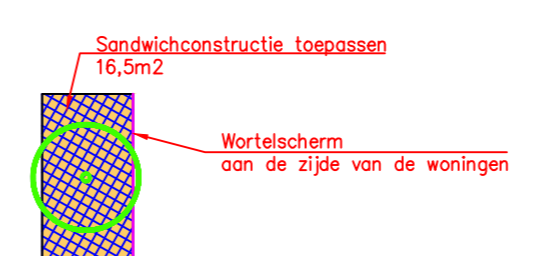 Sandwichconstructie toepassen
16,5m2
Wortelscherm
aan de zijde van de woningen